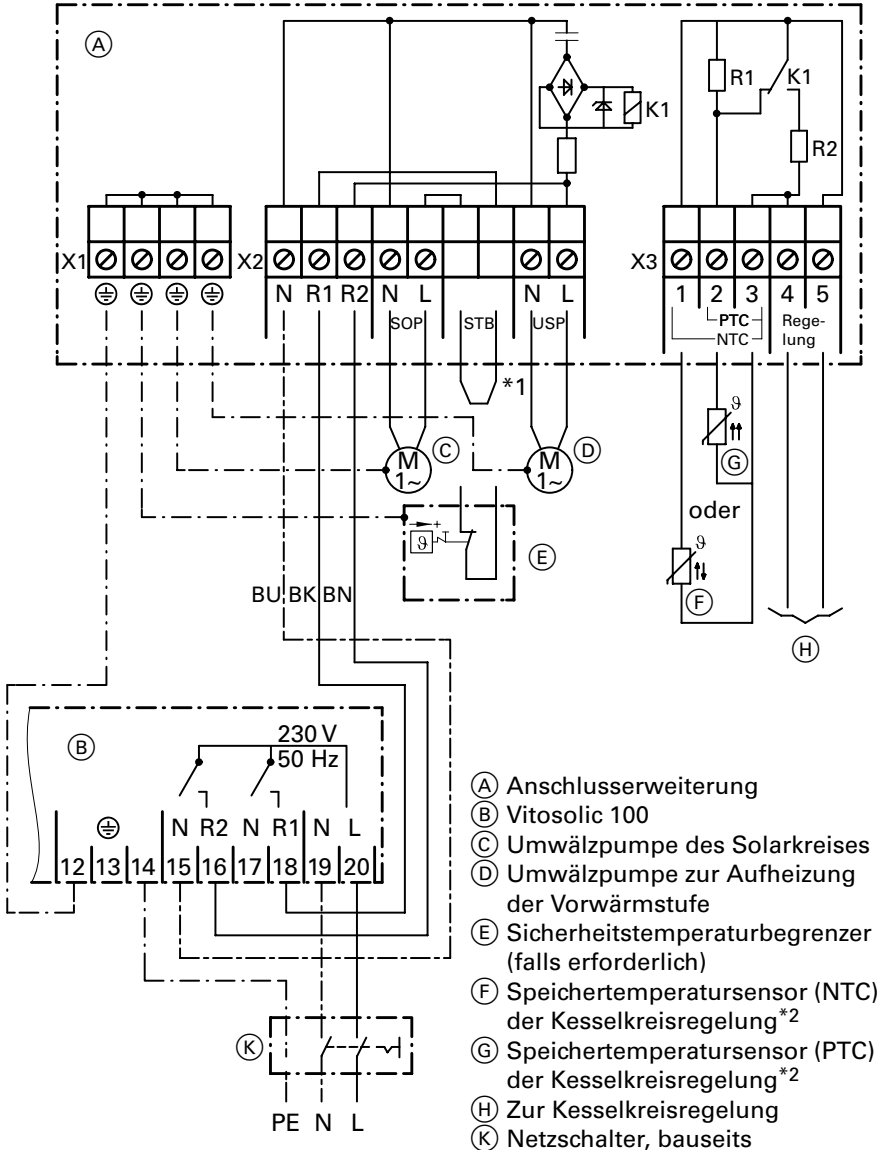 A
K1
R1
K1
R2
X1
X2
X3
N R1 R2 N L N L
1 2 3 4 5
SOP STB USP
PTC
NTC
Rege-
lung
*1
C
M
1~
D
M
1~
ϑ
G
oder
ϑ
E
ϑ
F
BU BK BN
H
B
230 V
50 Hz
N R2 N R1 N L
12 13 14 15 16 17 18 19 20
K
PE N L
A Anschlusserweiterung
B Vitosolic 100
C Umwälzpumpe des Solarkreises
D Umwälzpumpe zur Aufheizung
der Vorwärmstufe
E Sicherheitstemperaturbegrenzer
(falls erforderlich)
F Speichertemperatursensor (NTC)
der Kesselkreisregelung*2
G Speichertemperatursensor (PTC)
der Kesselkreisregelung*2
H Zur Kesselkreisregelung
K Netzschalter, bauseits